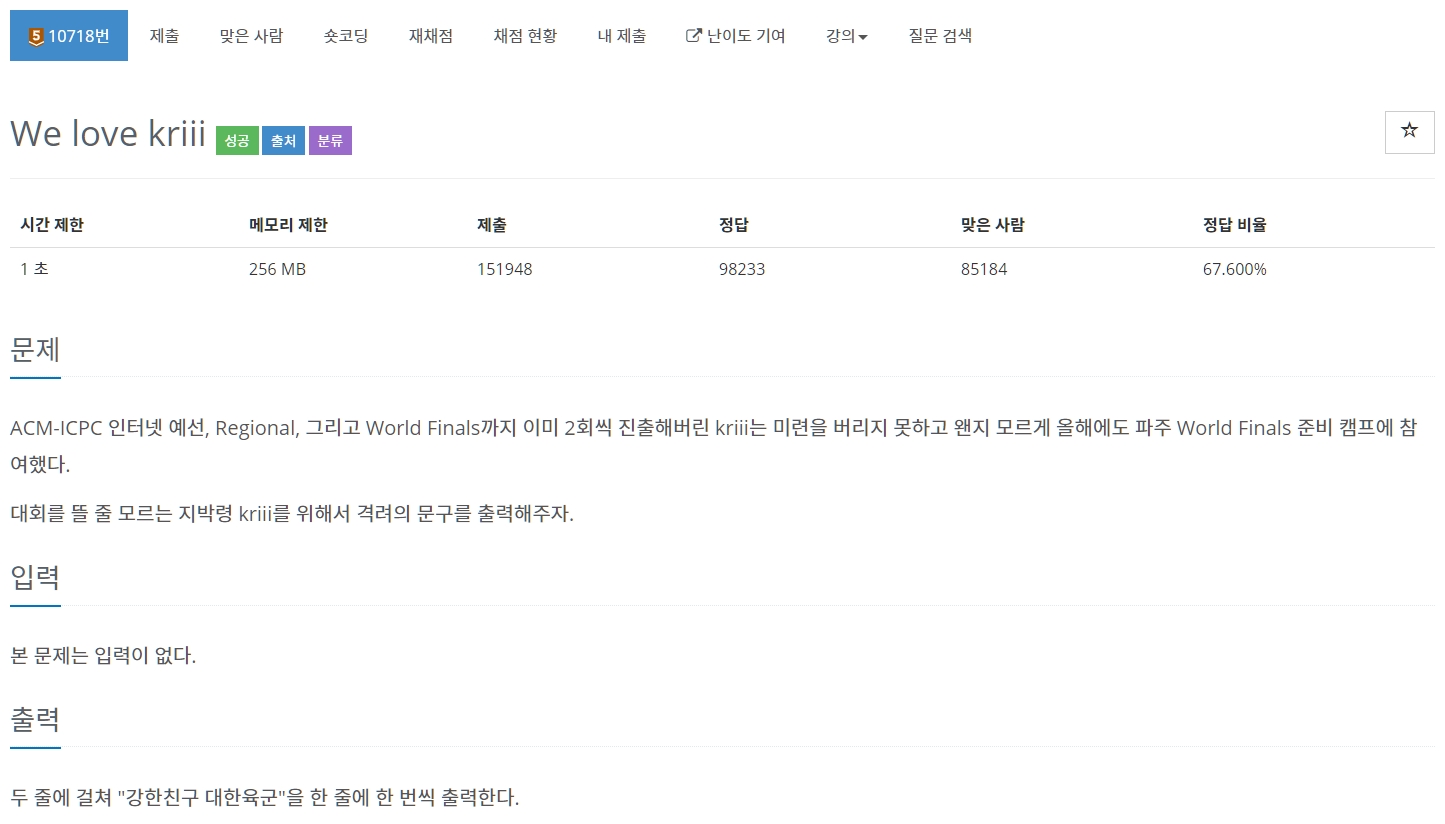 5 10718번 제출 맞은 사람 숏코딩 재채점 채점 현황 내 제출 난이도 기여 강의 질문 검색
We love kriii 성공 출처 분류
시간 제한 메모리 제한 제출 정답 맞은 사람 정답 비율
1 초 256 MB 151948 98233 85184 67.600%
문제
ACM-ICPC 인터넷 예선, Regional, 그리고 World Finals까지 이미 2회씩 진출해버린 kriii는 미련을 버리지 못하고 왠지 모르게 올해에도 파주 World Finals 준비 캠프에 참
여했다.
대회를 뜰 줄 모르는 지박령 kriii를 위해서 격려의 문구를 출력해주자.
입력
본 문제는 입력이 없다.
출력
두 줄에 걸쳐 "강한친구 대한육군"을 한 줄에 한 번씩 출력한다.